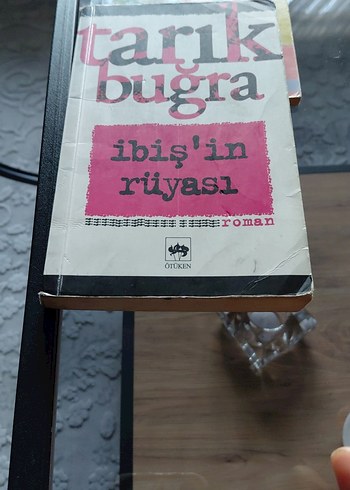 tarık
buğra
ibiş'in
rüyası
roman
ÖTÜKEN